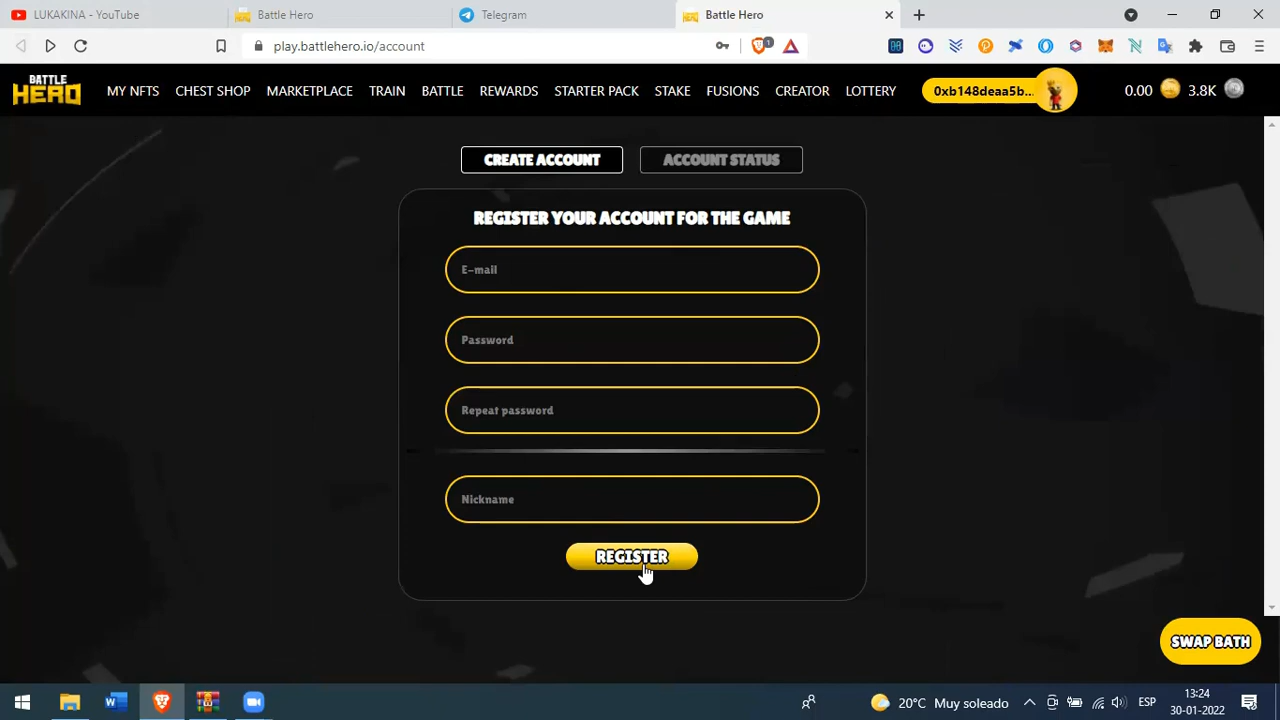 LUKAKINA - YouTube
Battle Hero
Telegram
Battle Hero
play.battlehero.io/account
1
BATTLE
HERO
MY NFTS
CHEST SHOP
MARKETPLACE
TRAIN
BATTLE
REWARDS
STARTER PACK
STAKE
FUSIONS
CREATOR
LOTTERY
0xb148deaa5b...
0.00
3.8K
CREATE ACCOUNT
ACCOUNT STATUS
REGISTER YOUR ACCOUNT FOR THE GAME
E-mail
Password
Repeat password
Nickname
REGISTER
SWAP BATH
20°C Muy soleado
ESP
13:24
30-01-2022